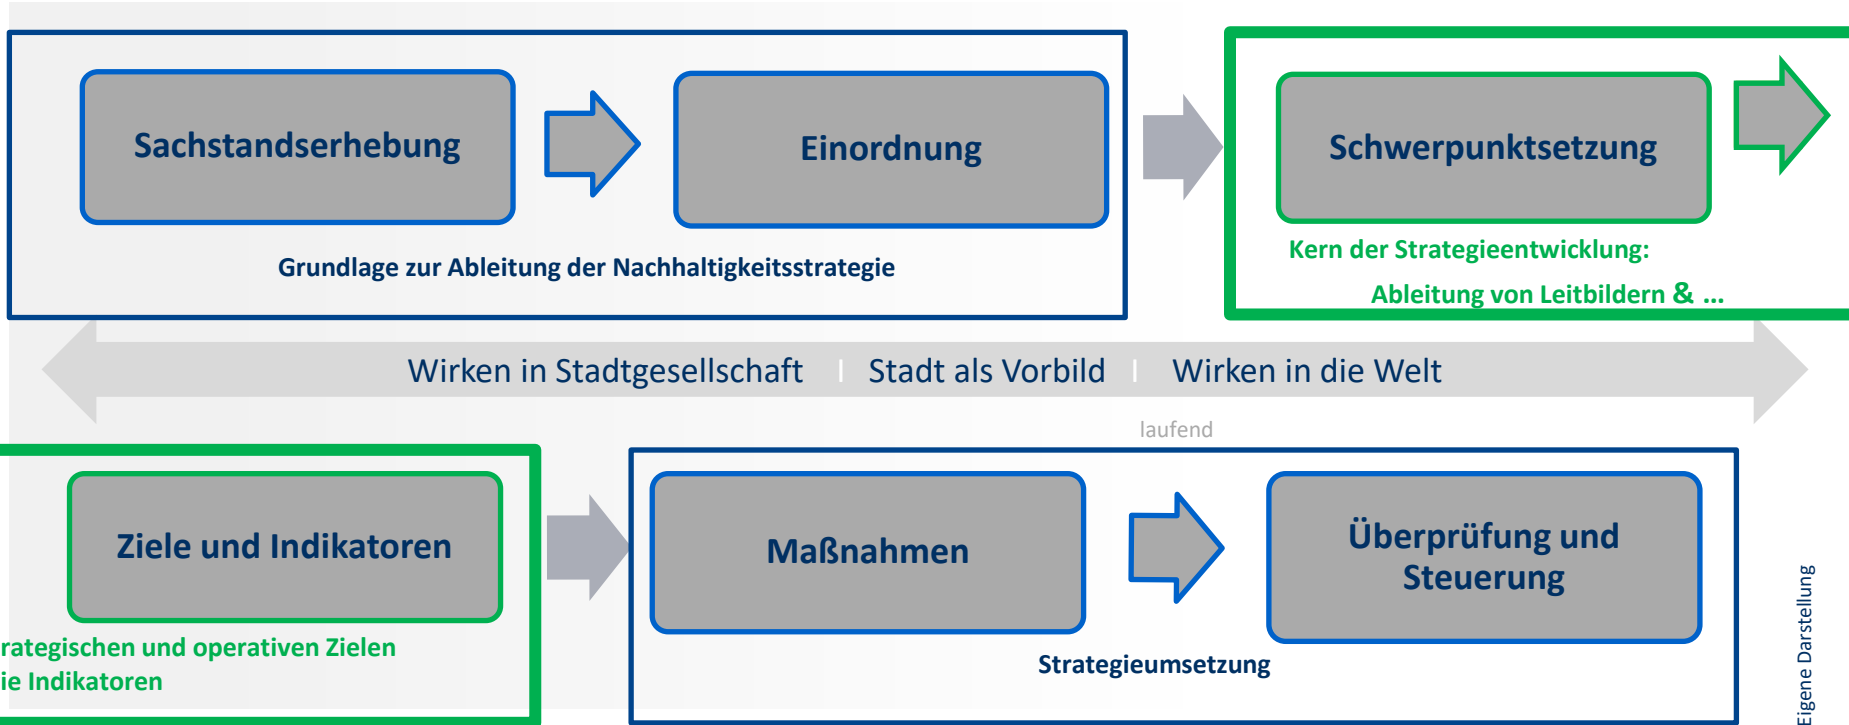 Sachstandserhebung
Einordnung
Grundlage zur Ableitung der Nachhaltigkeitsstrategie
Schwerpunktsetzung
Kern der Strategieentwicklung:
Ableitung von Leitbildern & ...
Wirken in Stadtgesellschaft | Stadt als Vorbild | Wirken in die Welt
laufend
Ziele und Indikatoren
rategischen und operativen Zielen
ie Indikatoren
Maßnahmen
Überprüfung und
Steuerung
Strategieumsetzung
Eigene Darstellung